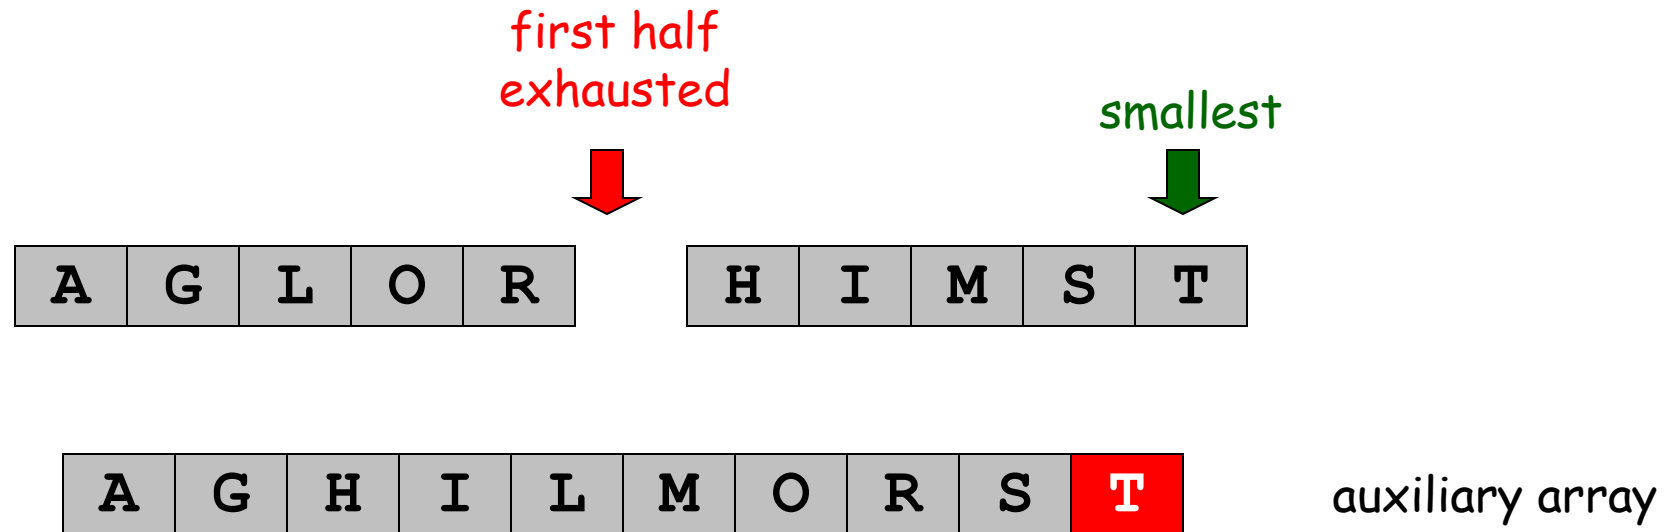 first half
exhausted
smallest
A G L O R H I M S T
A G H I L M O R S T
auxiliary array